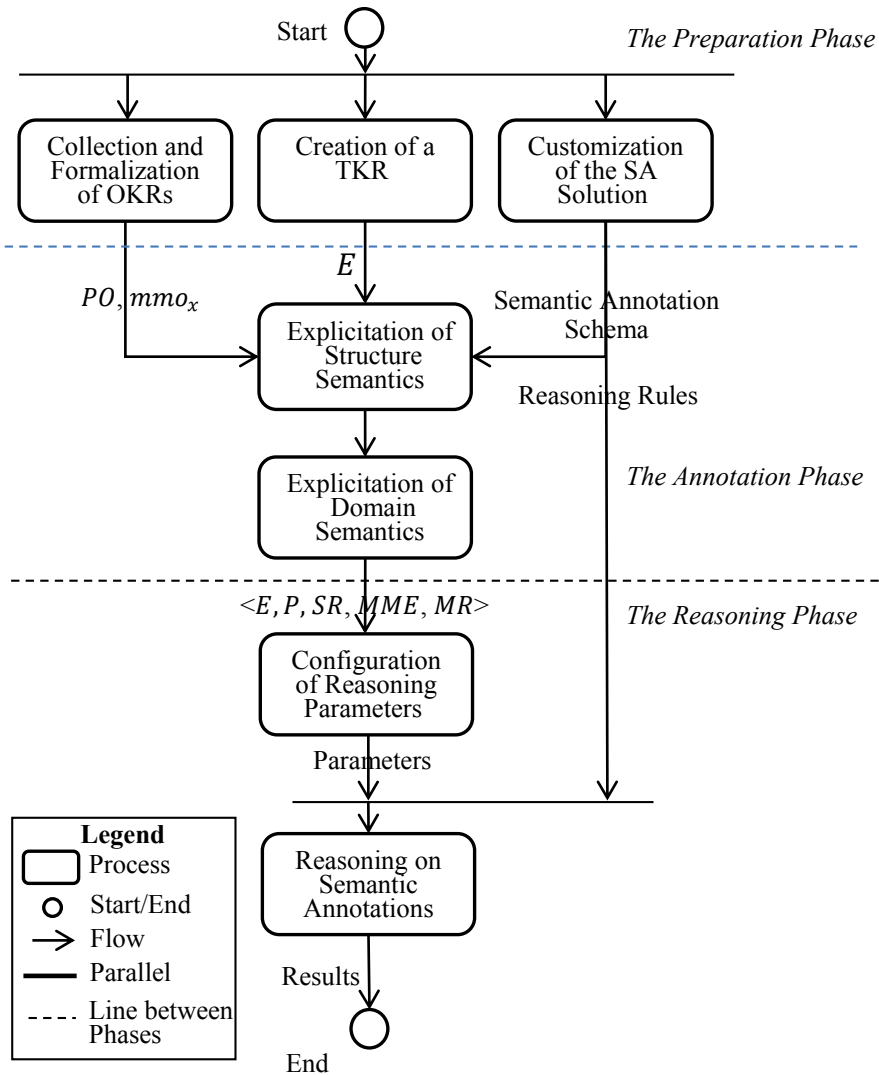 Start
The Preparation Phase
Collection and
Formalization
of OKRs
Creation of a
TKR
Customization
of the SA
Solution
E
PO, mmoₓ
Semantic Annotation
Schema
Explicitation of
Structure
Semantics
Reasoning Rules
Explicitation of
Domain
Semantics
The Annotation Phase
<E, P, SR, MME, MR>
The Reasoning Phase
Configuration
of Reasoning
Parameters
Parameters
Reasoning on
Semantic
Annotations
Results
End
Legend
Process
Start/End
Flow
Parallel
Line between
Phases